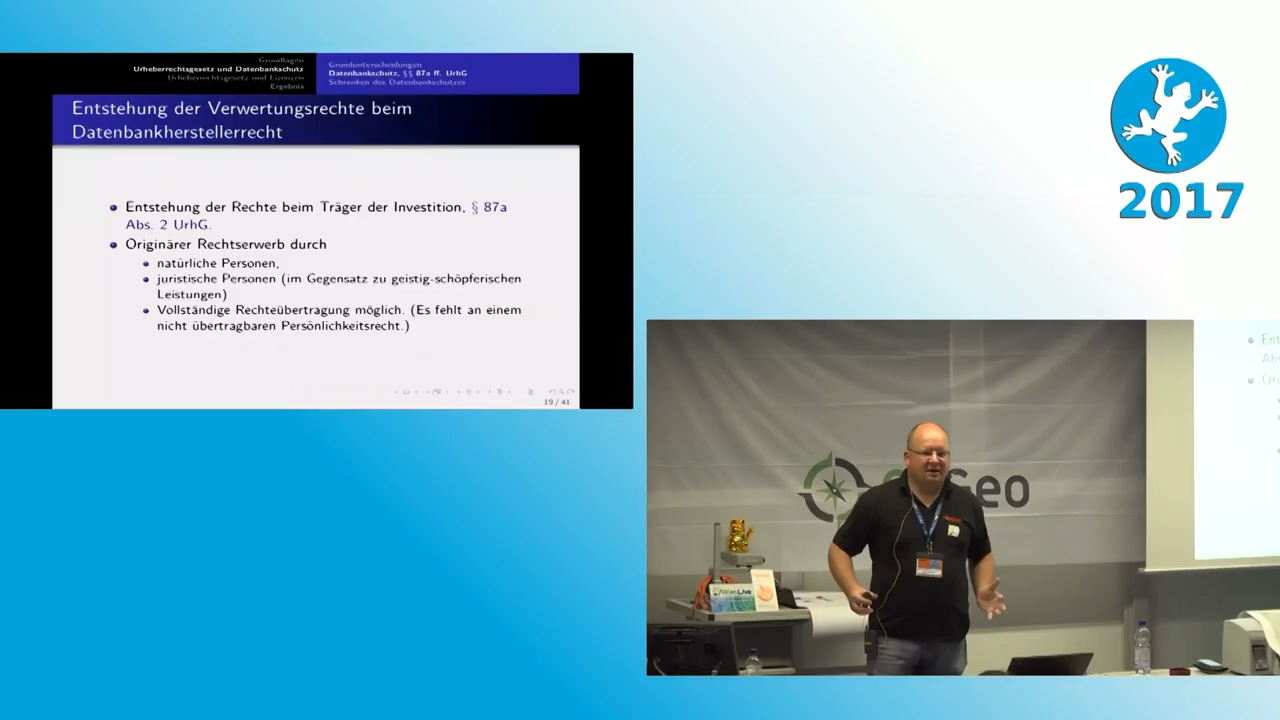 Grundlagen
Urheberrechtsgesetz und Datenbankschutz
Urheberrechtsgesetz und Lizenzen
Ergebnis
Grundunterscheidungen
Datenbankschutz, §§ 87a ff. UrhG
Schranken des Datenbankschutzes
Entstehung der Verwertungsrechte beim
Datenbankherstellerrecht
Entstehung der Rechte beim Träger der Investition, § 87a
Abs. 2 UrhG.
Originärer Rechtserwerb durch
natürliche Personen,
juristische Personen (im Gegensatz zu geistig-schöpferischen
Leistungen)
Vollständige Rechteübertragung möglich. (Es fehlt an einem
nicht übertragbaren Persönlichkeitsrecht.)
19 / 41
2017
Geo
Ent
Abs